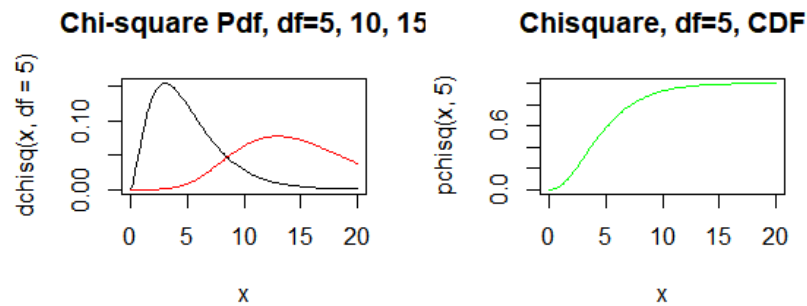 Chi-square Pdf, df=5, 10, 15
dchisq(x, df = 5)
0.10
0.00
0 5 10 15 20
x
Chisquare, df=5, CDF
pchisq(x, 5)
0.6
0.0
0 5 10 15 20
x